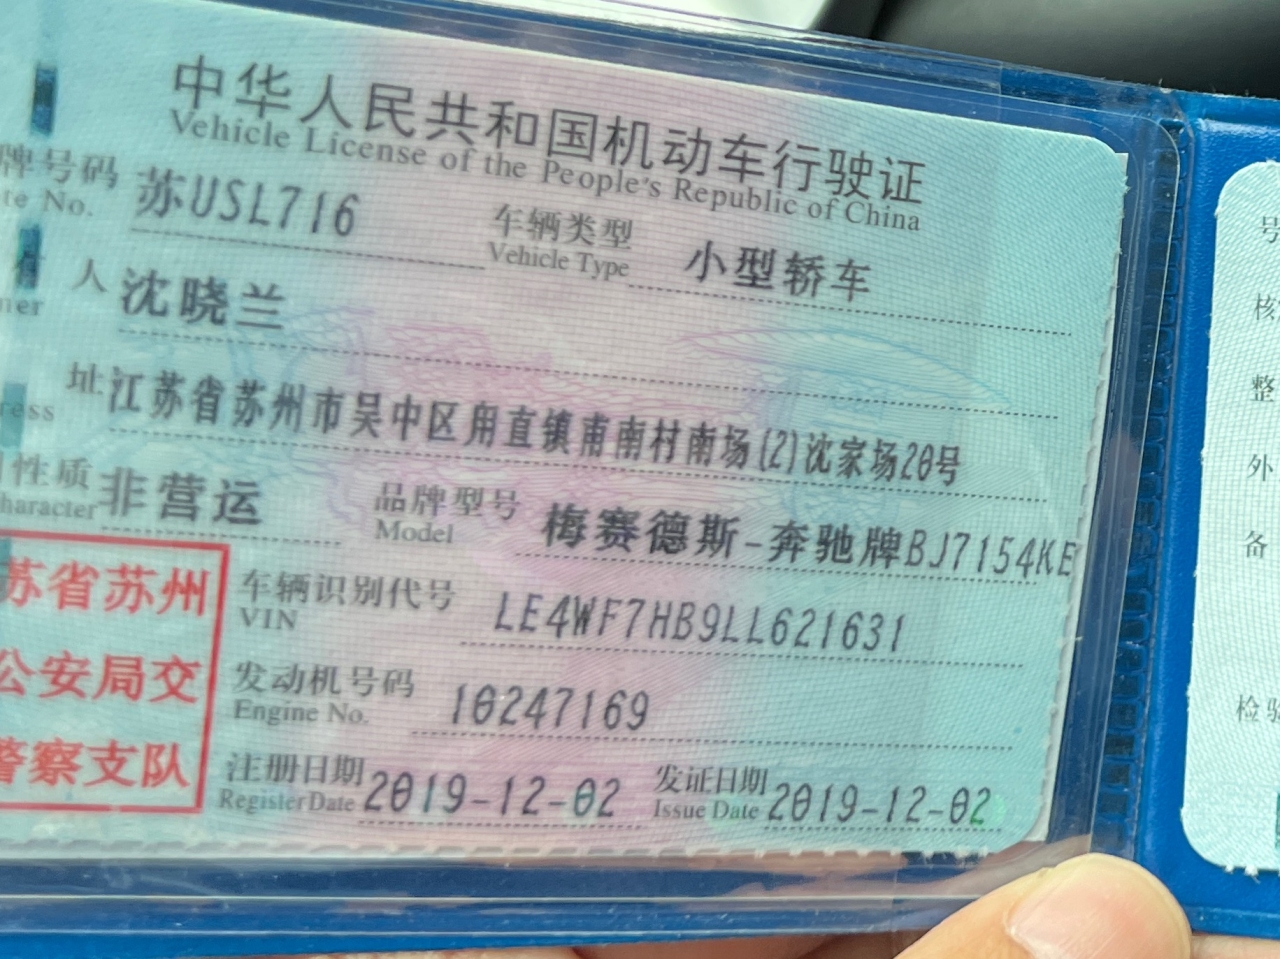 中华人民共和国机动车行驶证
Vehicle License of the People's Republic of China
牌号码 苏USL716 车辆类型 小型轿车
te No. Vehicle Type
人 沈晓兰
ner
址 江苏省苏州市吴中区甪直镇甫南村南场(2)沈家场20号
ress
性质 非营运 品牌型号 梅赛德斯-奔驰牌BJ7154KE
haracter Model
苏省苏州
公安局交
警察支队
车辆识别代号 LE4WF7HB9LL621631
VIN
发动机号码 10247169
Engine No.
注册日期 2019-12-02 发证日期 2019-12-02
Register Date Issue Date
号
核
整
外
备
检验